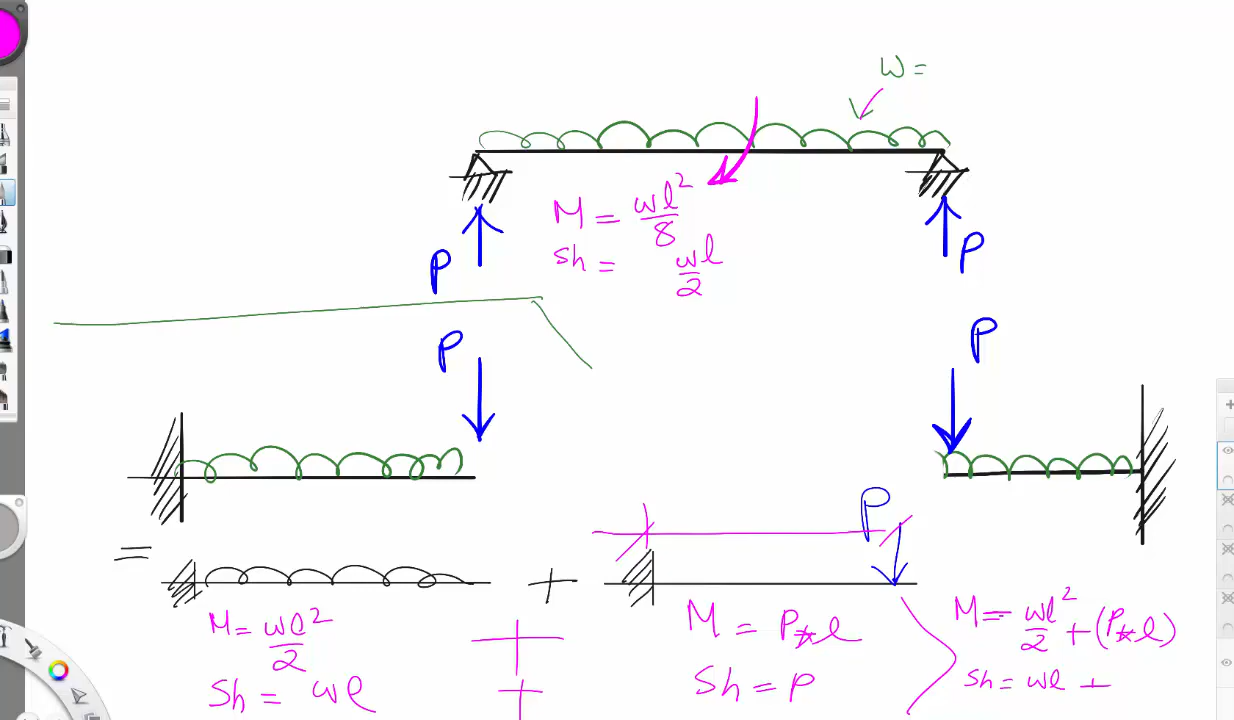 W =
M = wl²/8
Sh = wl/2
P
P
P
P
P
=
+
M = wl²/2
+
M = P*l
M = wl²/2 + (P*l)
Sh = wl
+
Sh = P
Sh = wl +